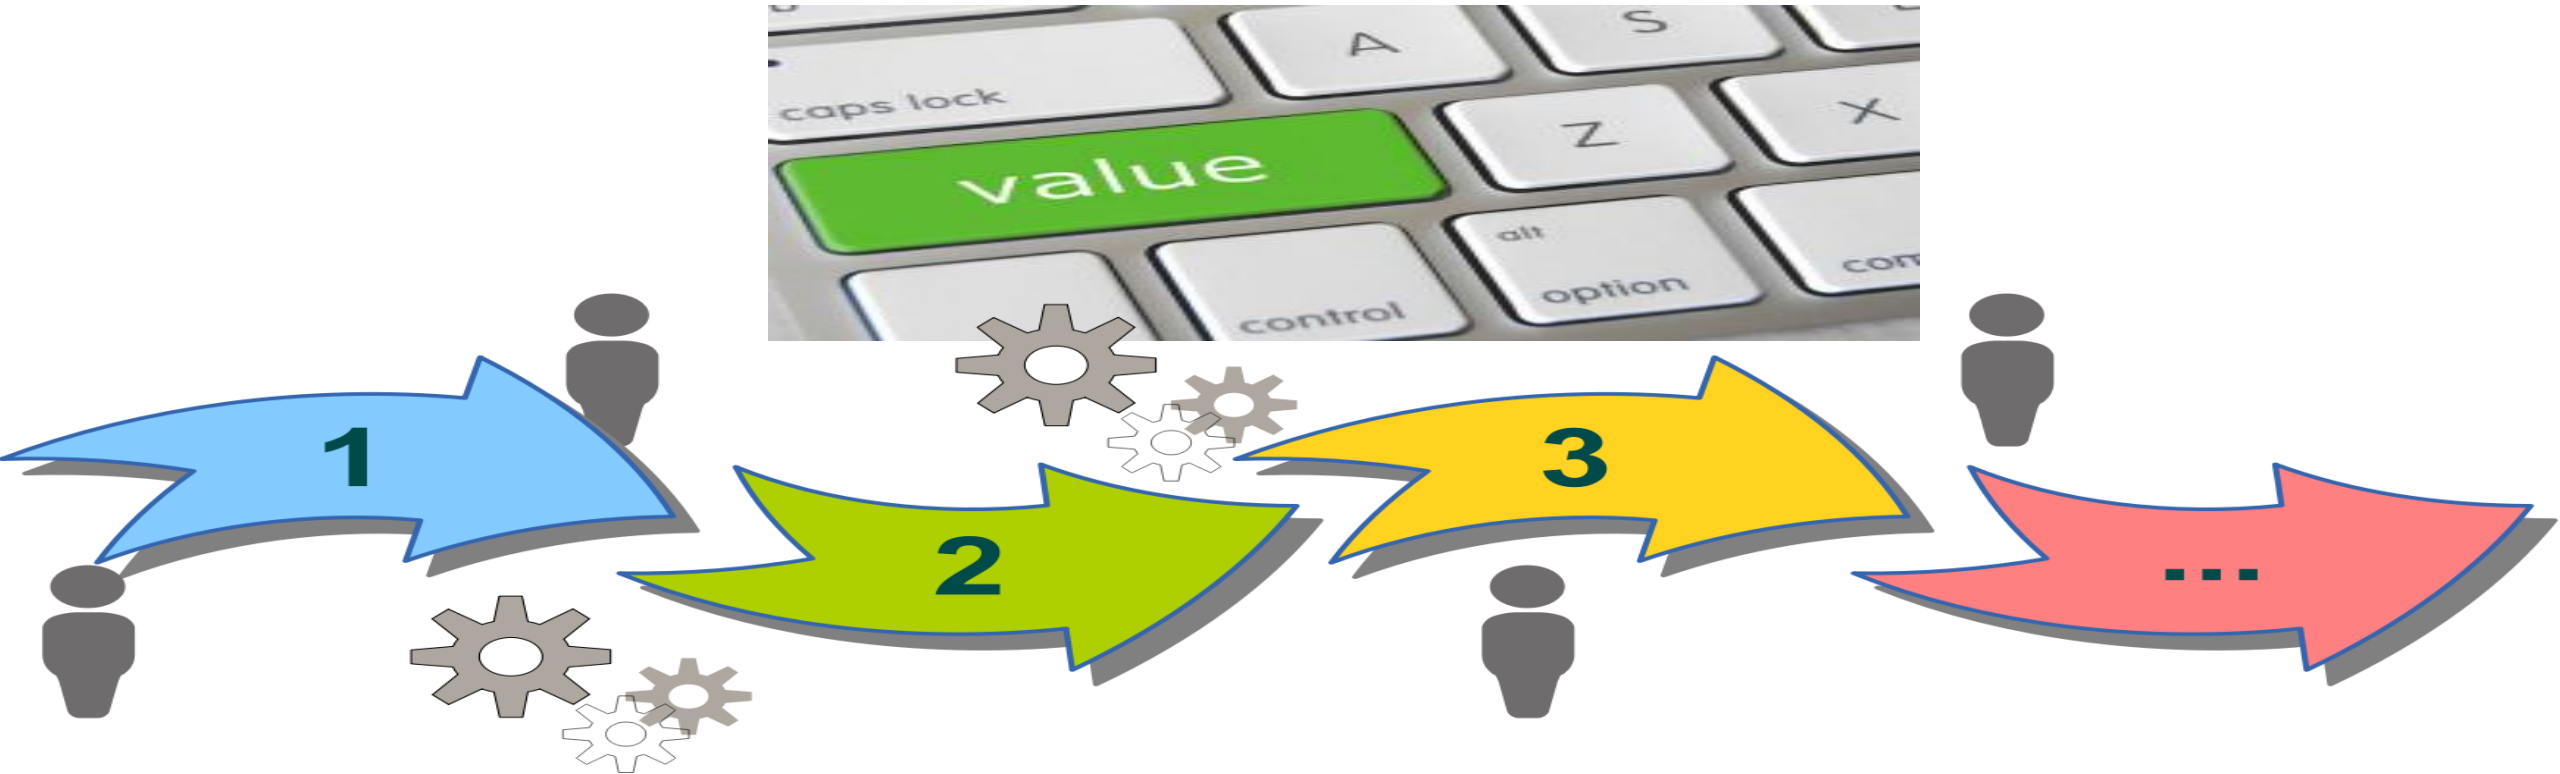 A S
caps lock
value Z X
alt
option
control
1
3
2
...